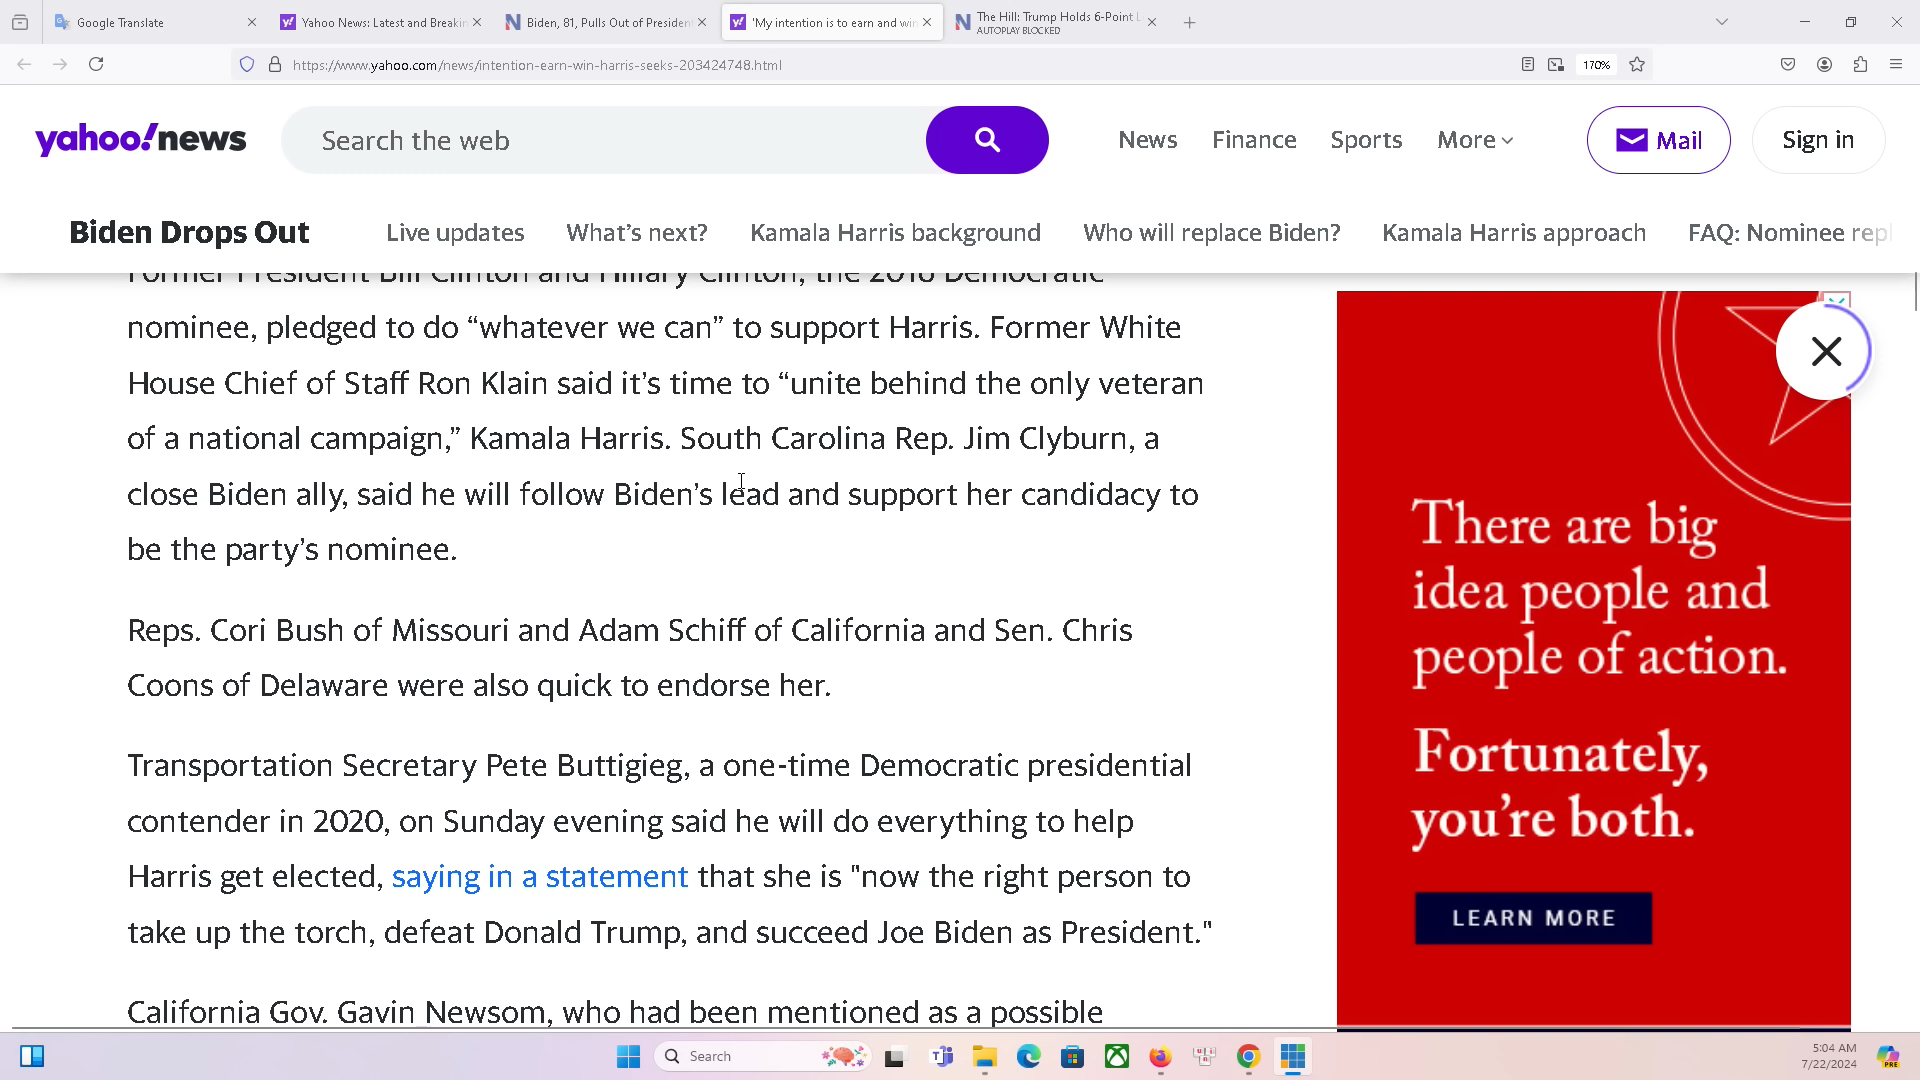 Google Translate
Yahoo News: Latest and Breakin
Biden, 81, Pulls Out of President
'My intention is to earn and win
The Hill: Trump Holds 6-Point L
AUTOPLAY BLOCKED
https://www.yahoo.com/news/intention-earn-win-harris-seeks-203424748.html
170%
yahoo!news
Search the web
News
Finance
Sports
More
Mail
Sign in
Biden Drops Out
Live updates
What's next?
Kamala Harris background
Who will replace Biden?
Kamala Harris approach
FAQ: Nominee repl
Former President Bill Clinton and Hillary Clinton, the 2016 Democratic
nominee, pledged to do “whatever we can” to support Harris. Former White
House Chief of Staff Ron Klain said it’s time to “unite behind the only veteran
of a national campaign,” Kamala Harris. South Carolina Rep. Jim Clyburn, a
close Biden ally, said he will follow Biden’s lead and support her candidacy to
be the party’s nominee.
Reps. Cori Bush of Missouri and Adam Schiff of California and Sen. Chris
Coons of Delaware were also quick to endorse her.
Transportation Secretary Pete Buttigieg, a one-time Democratic presidential
contender in 2020, on Sunday evening said he will do everything to help
Harris get elected, saying in a statement that she is "now the right person to
take up the torch, defeat Donald Trump, and succeed Joe Biden as President."
California Gov. Gavin Newsom, who had been mentioned as a possible
There are big
idea people and
people of action.
Fortunately,
you’re both.
LEARN MORE
Search
5:04 AM
7/22/2024
PRE